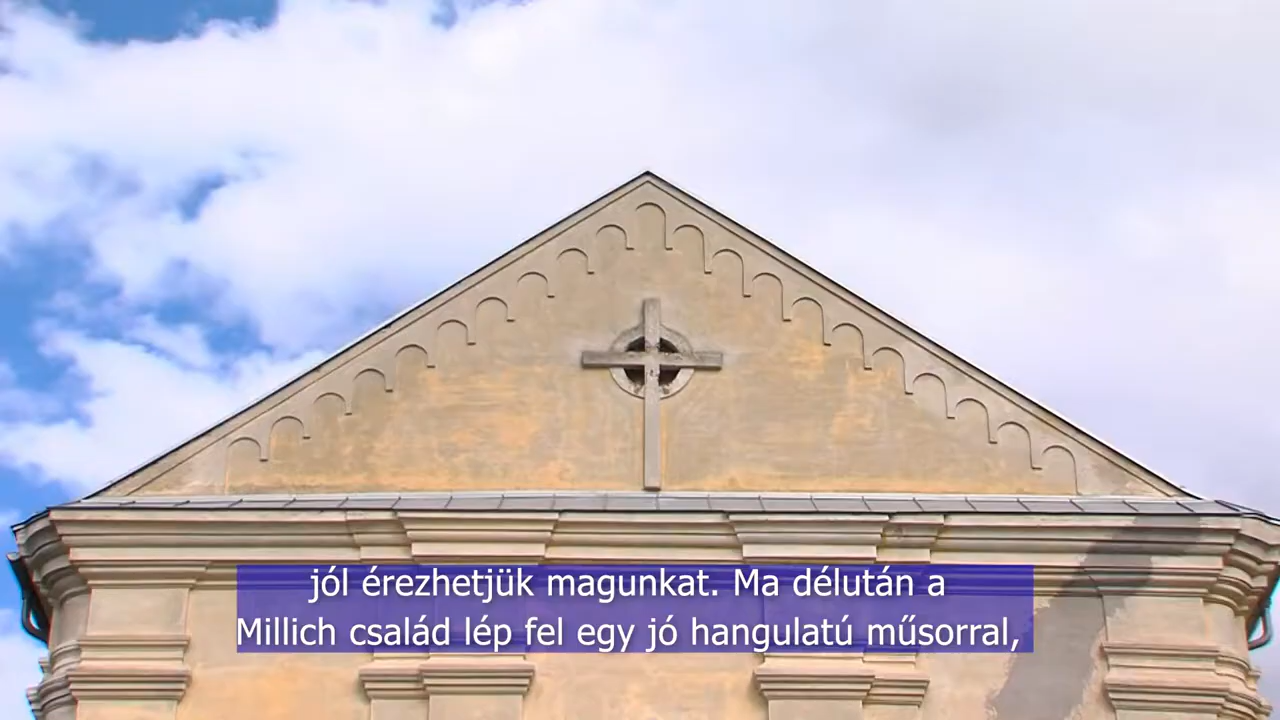 jól érezhetjük magunkat. Ma délután a
Millich család lép fel egy jó hangulatú műsorral,